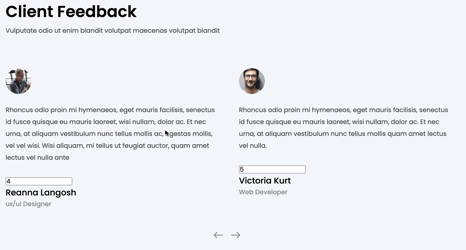 Client Feedback
Vulputate odio ut enim blandit volutpat maecenas volutpat blandit
Rhoncus odio proin mi hymenaeos, eget mauris facilisis, senectus
id fusce quisque eu mauris laoreet, wisi nullam, dolor ac. Et nec
urna, at aliquam vestibulum nunc tellus mollis ac, egestas mollis,
vel vel wisi. Wisi aliquam, mi tellus ut feugiat auctor, quam amet
lectus vel nulla ante
4
Reanna Langosh
ux/ui Designer
Rhoncus odio proin mi hymenaeos, eget mauris facilisis, senectus
id fusce quisque eu mauris laoreet, wisi nullam, dolor ac. Et nec
urna, at aliquam vestibulum nunc tellus mollis quam amet lectus
vel nulla.
5
Victoria Kurt
Web Developer